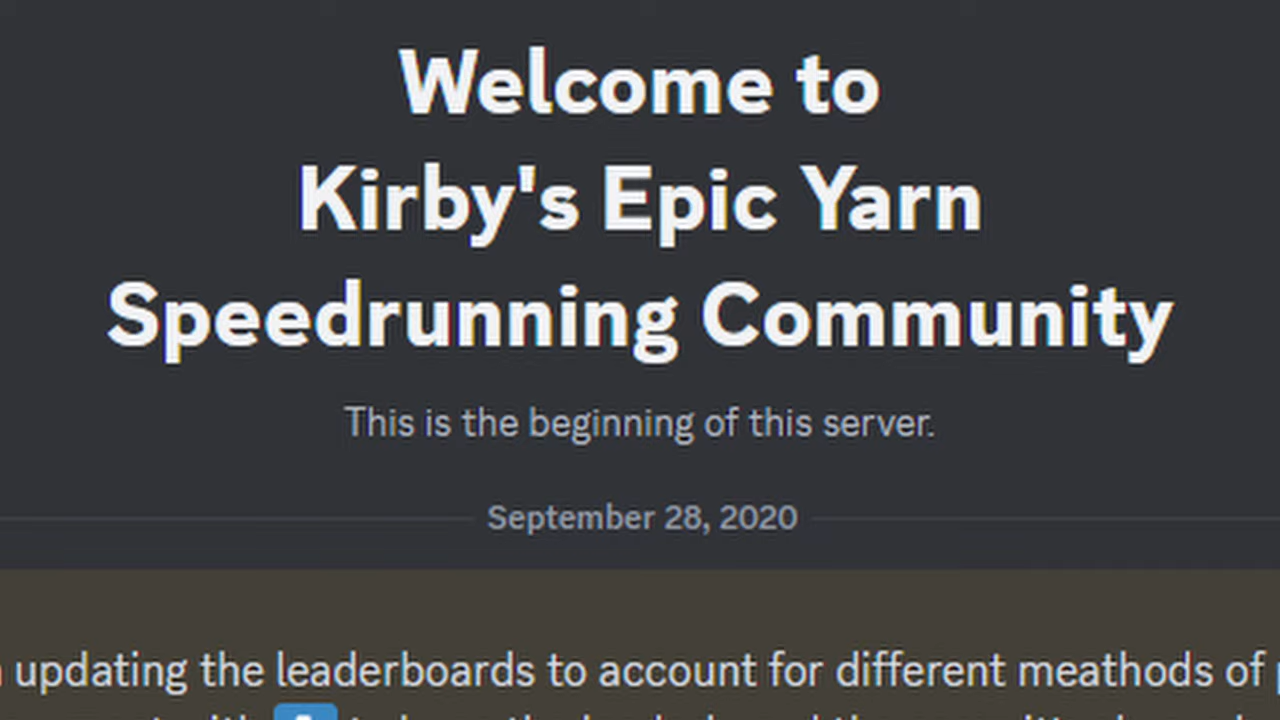 Welcome to
Kirby's Epic Yarn
Speedrunning Community
This is the beginning of this server.
September 28, 2020
updating the leaderboards to account for different meathods of